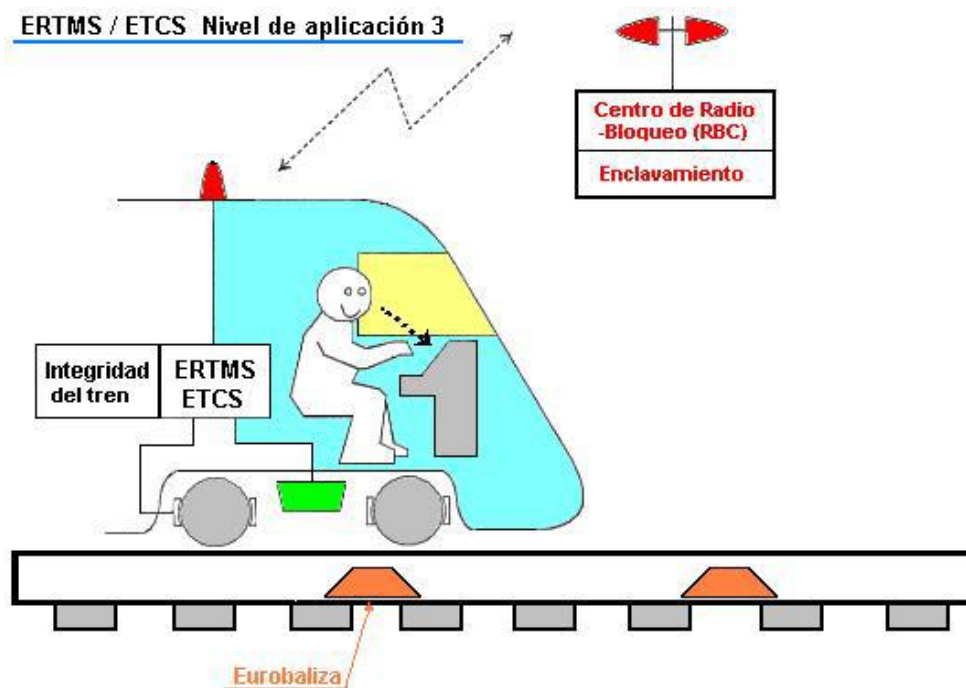 ERTMS / ETCS Nivel de aplicación 3
Centro de Radio
-Bloqueo (RBC)
Enclavamiento
Integridad
del tren
ERTMS
ETCS
Eurobaliza